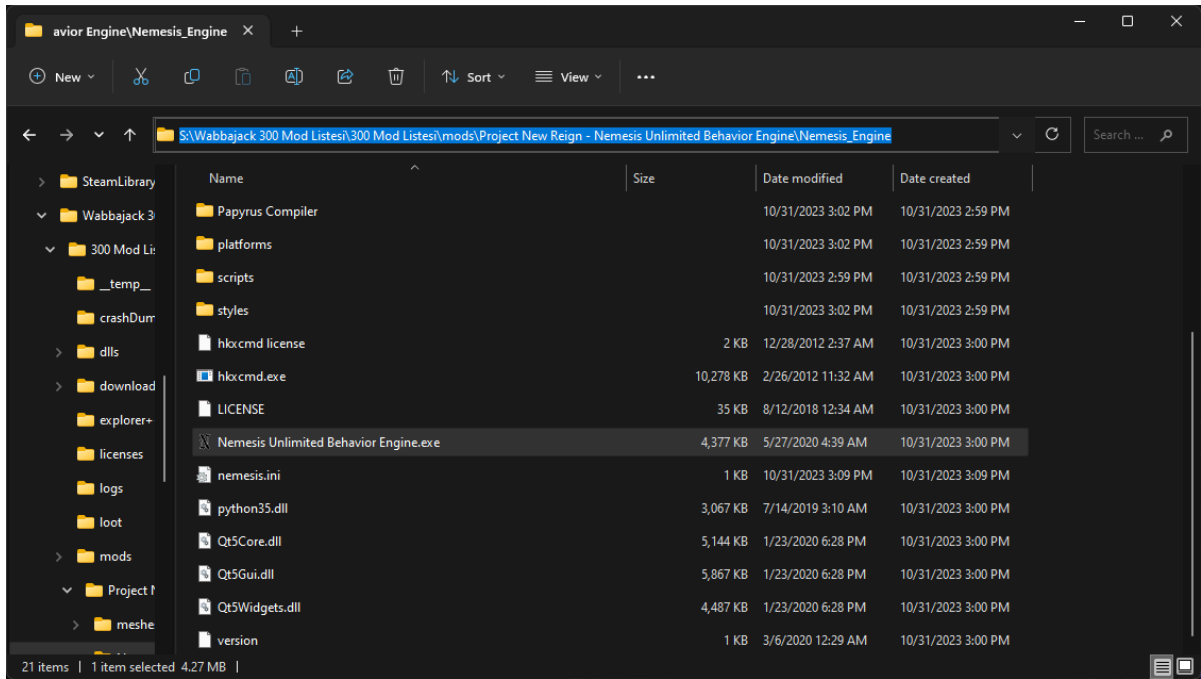 avior Engine\Nemesis_Engine
New
Sort
View
S:\Wabbajack 300 Mod Listesi\300 Mod Listesi\mods\Project New Reign - Nemesis Unlimited Behavior Engine\Nemesis_Engine
Search ...
Name Size Date modified Date created
SteamLibrary
Wabbajack 3
300 Mod Lis
__temp__
crashDum
dlls
download
explorer+
licenses
logs
loot
mods
Project N
meshe
Papyrus Compiler 10/31/2023 3:02 PM 10/31/2023 2:59 PM
platforms 10/31/2023 3:02 PM 10/31/2023 2:59 PM
scripts 10/31/2023 2:59 PM 10/31/2023 2:59 PM
styles 10/31/2023 3:02 PM 10/31/2023 2:59 PM
hkxcmd license 2 KB 12/28/2012 2:37 AM 10/31/2023 3:00 PM
hkxcmd.exe 10,278 KB 2/26/2012 11:32 AM 10/31/2023 3:00 PM
LICENSE 35 KB 8/12/2018 12:34 AM 10/31/2023 3:00 PM
Nemesis Unlimited Behavior Engine.exe 4,377 KB 5/27/2020 4:39 AM 10/31/2023 3:00 PM
nemesis.ini 1 KB 10/31/2023 3:09 PM 10/31/2023 3:09 PM
python35.dll 3,067 KB 7/14/2019 3:10 AM 10/31/2023 3:00 PM
Qt5Core.dll 5,144 KB 1/23/2020 6:28 PM 10/31/2023 3:00 PM
Qt5Gui.dll 5,867 KB 1/23/2020 6:28 PM 10/31/2023 3:00 PM
Qt5Widgets.dll 4,487 KB 1/23/2020 6:28 PM 10/31/2023 3:00 PM
version 1 KB 3/6/2020 12:29 AM 10/31/2023 3:00 PM
21 items | 1 item selected 4.27 MB |